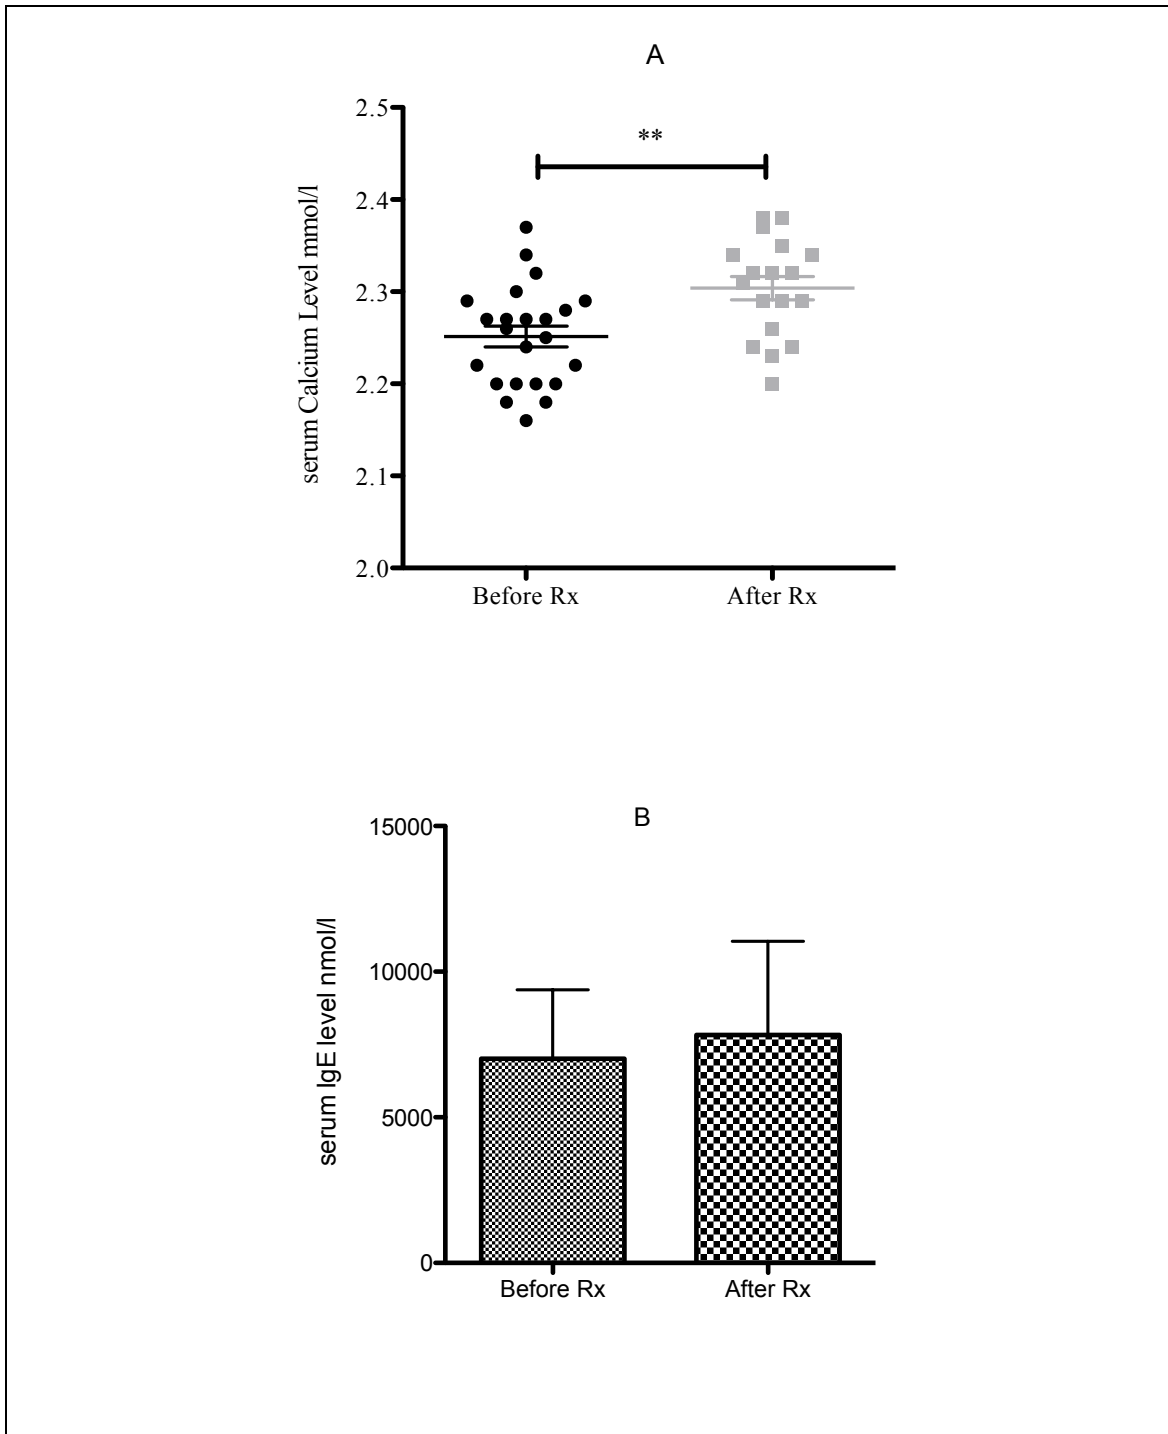 A
2.5
**
2.4
2.3
2.2
2.1
2.0
serum Calcium Level mmol/l
Before Rx After Rx
B
15000
10000
5000
0
serum IgE level nmol/l
Before Rx After Rx